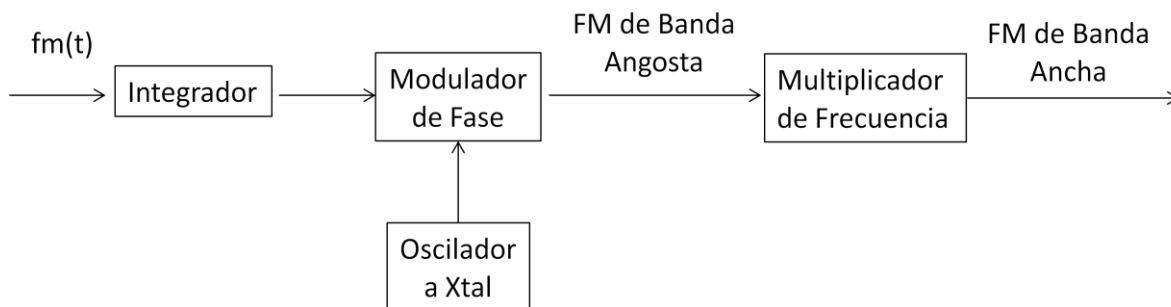 fm(t)
Integrador
Modulador
de Fase
Oscilador
a Xtal
FM de Banda
Angosta
Multiplicador
de Frecuencia
FM de Banda
Ancha